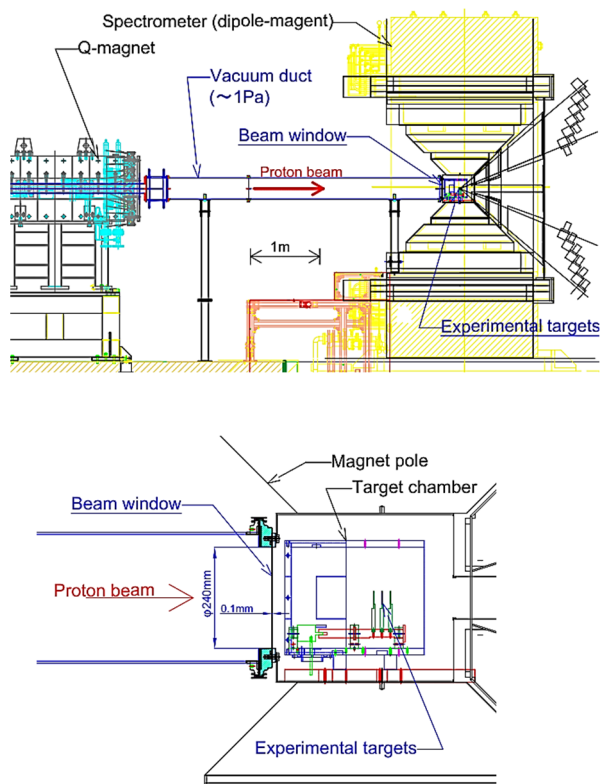 Spectrometer (dipole-magent)
Q-magnet
Vacuum duct
(~1Pa)
Beam window
Proton beam
1m
Experimental targets
Magnet pole
Target chamber
Beam window
Proton beam
φ240mm
0.1mm
Experimental targets